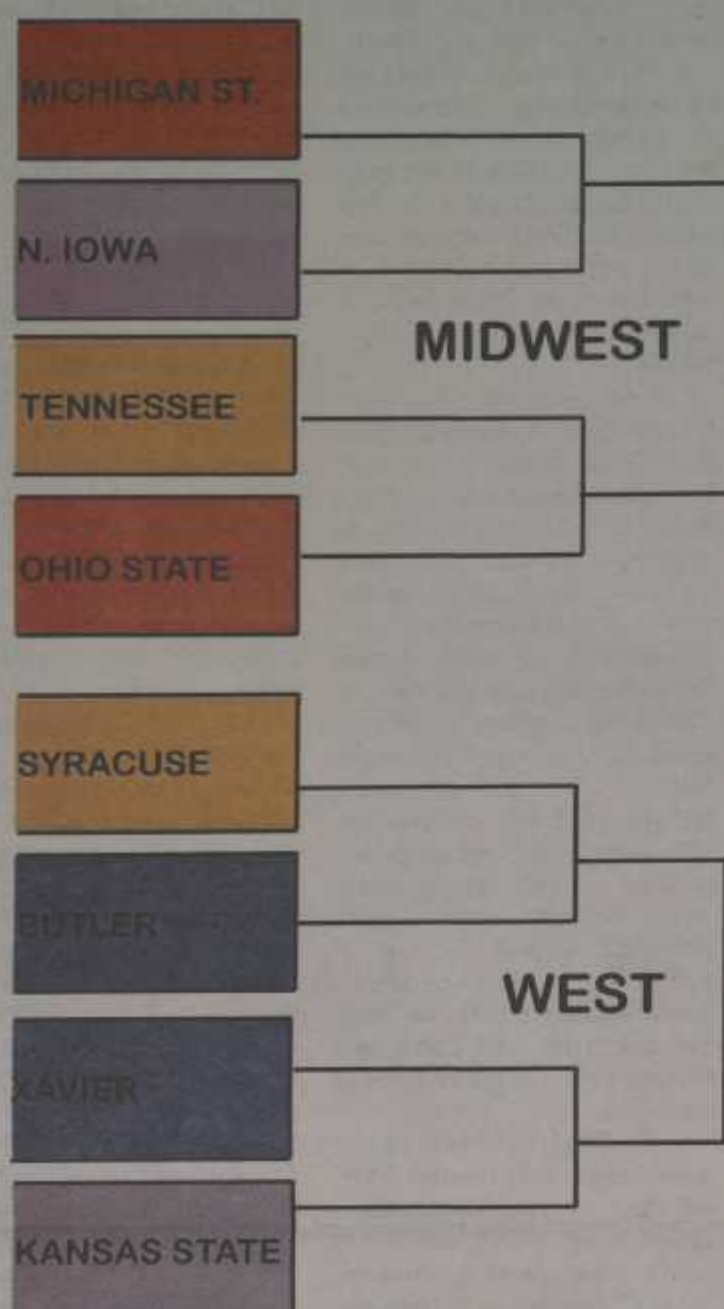 MICHIGAN ST.
N. IOWA
MIDWEST
TENNESSEE
OHIO STATE
SYRACUSE
BUTLER
WEST
XAVIER
KANSAS STATE